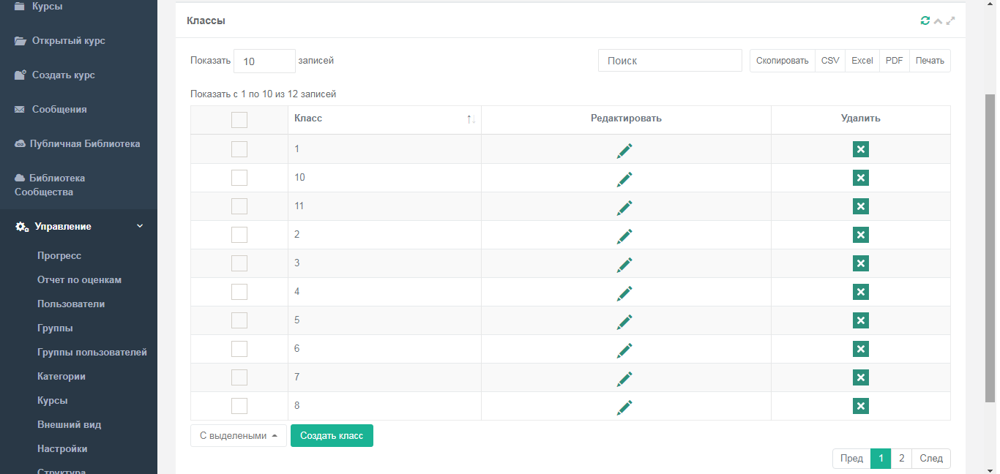 Курсы
Открытый курс
Создать курс
Сообщения
Публичная Библиотека
Библиотека
Сообщества
Управление
Прогресс
Отчет по оценкам
Пользователи
Группы
Группы пользователей
Категории
Курсы
Внешний вид
Настройки
Структура
Классы
Показать 10 записей
Поиск
Скопировать CSV Excel PDF Печать
Показать с 1 по 10 из 12 записей
Класс Редактировать Удалить
1
10
11
2
3
4
5
6
7
8
С выделеными Создать класс
Пред 1 2 След